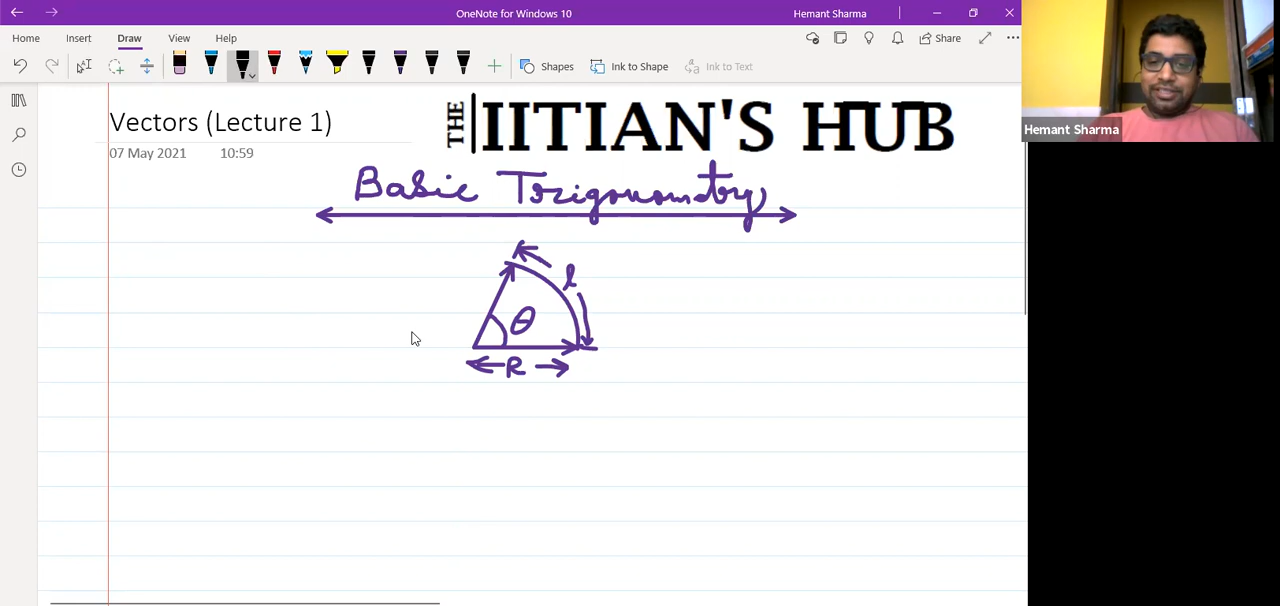 OneNote for Windows 10
Hemant Sharma
Home Insert Draw View Help
Share
Shapes Ink to Shape Ink to Text
Vectors (Lecture 1)
THE IITIAN'S HUB
Hemant Sharma
07 May 2021 10:59
Basic Trigonometry
l
θ
R